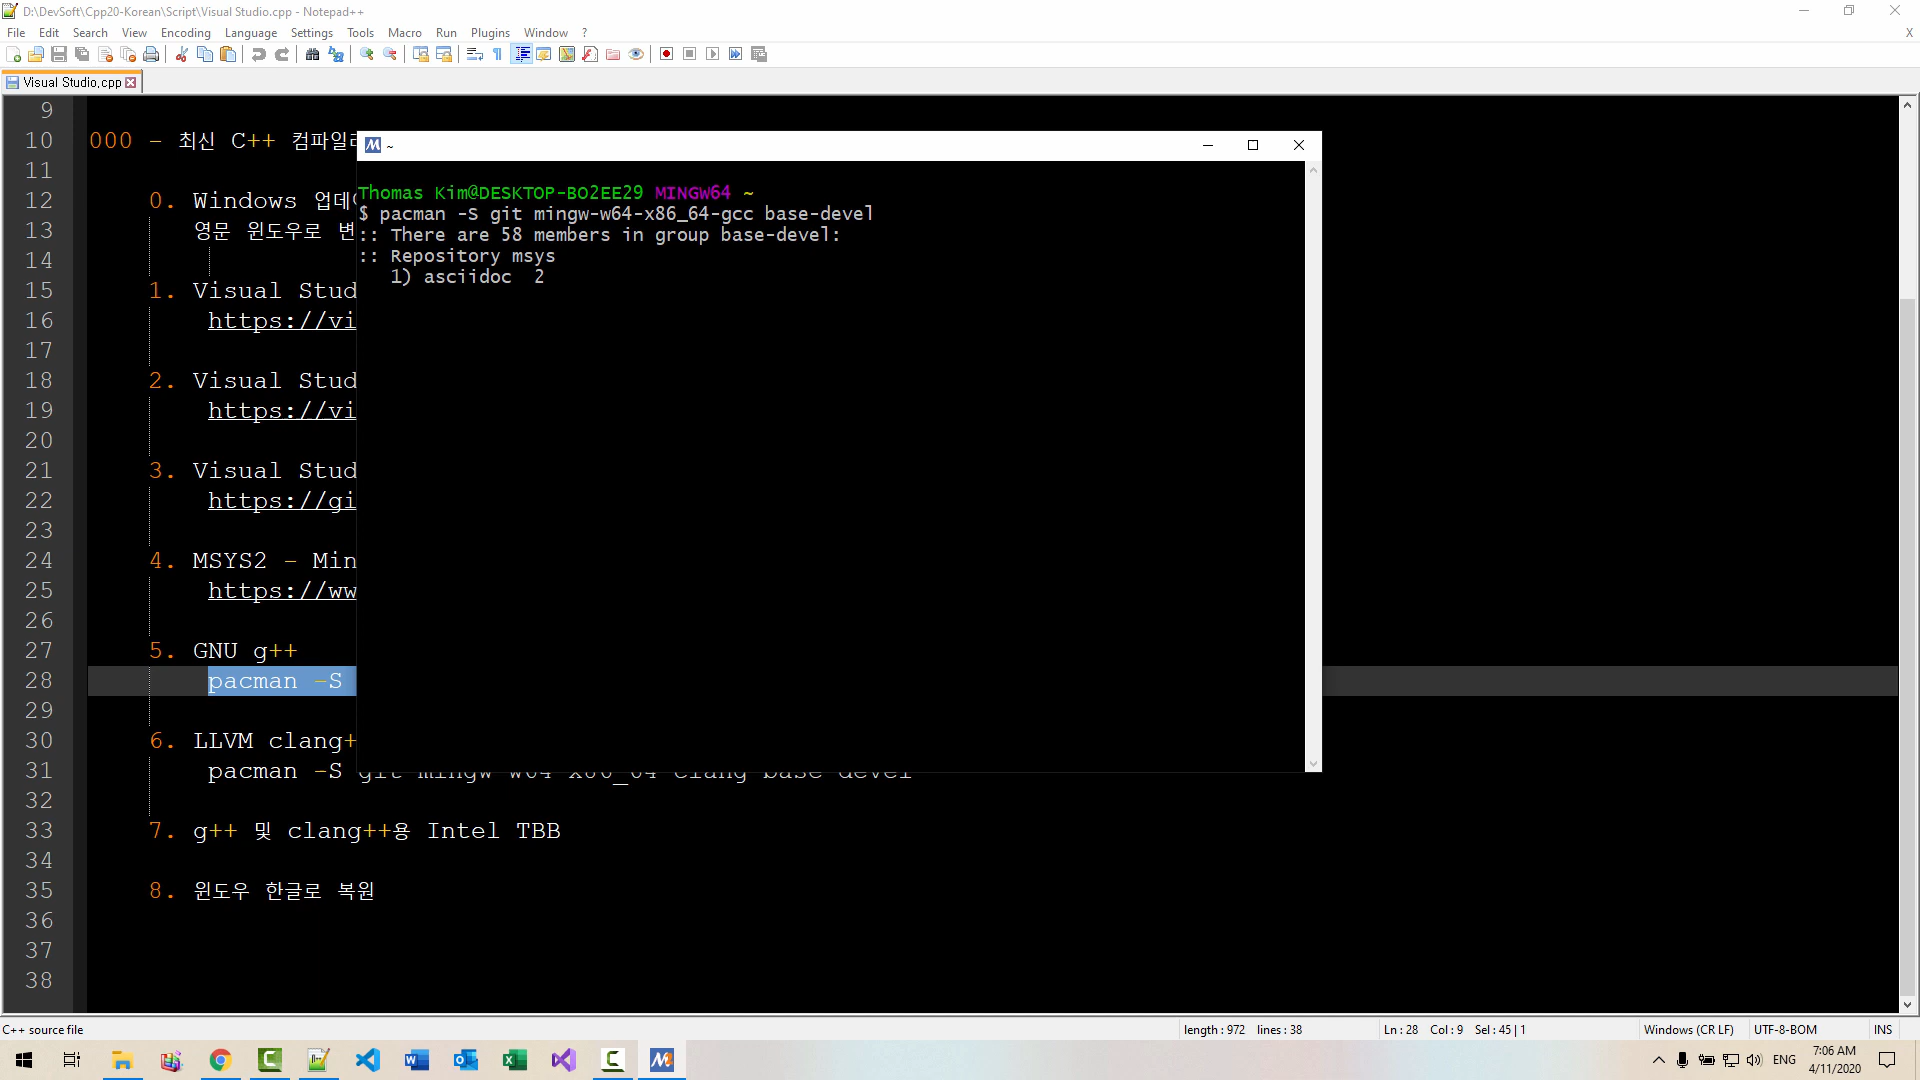 D:\DevSoft\Cpp20-Korean\Script\Visual Studio.cpp - Notepad++
File Edit Search View Encoding Language Settings Tools Macro Run Plugins Window ? X
Visual Studio.cpp
9
10 000 - 최신 C++ 컴파일러
11
12 0. Windows 업데이
13 영문 윈도우로 변
14
15 1. Visual Stud
16 https://vi
17
18 2. Visual Stud
19 https://vi
20
21 3. Visual Stud
22 https://gi
23
24 4. MSYS2 - Min
25 https://ww
26
27 5. GNU g++
28 pacman -S
29
30 6. LLVM clang+
31 pacman -S git mingw-w64-x86_64-clang base-devel
32
33 7. g++ 및 clang++용 Intel TBB
34
35 8. 윈도우 한글로 복원
36
37
38
~
Thomas Kim@DESKTOP-BO2EE29 MINGW64 ~
$ pacman -S git mingw-w64-x86_64-gcc base-devel
:: There are 58 members in group base-devel:
:: Repository msys
1) asciidoc 2
C++ source file length : 972 lines : 38 Ln : 28 Col : 9 Sel : 45 | 1 Windows (CR LF) UTF-8-BOM INS
ENG
7:06 AM
4/11/2020